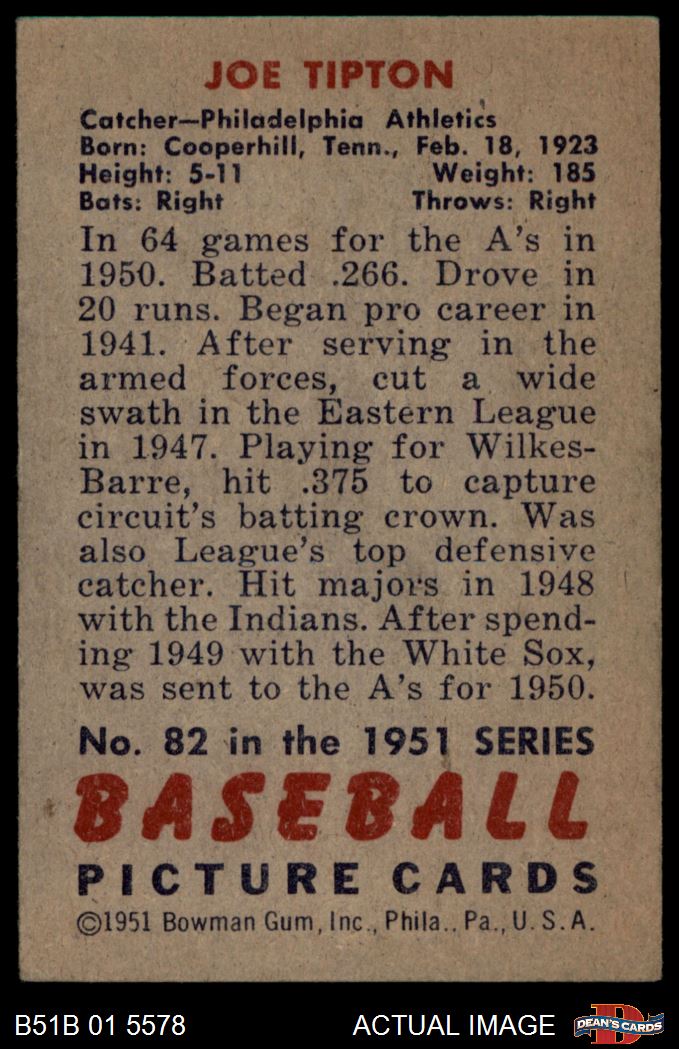 JOE TIPTON
Catcher—Philadelphia Athletics
Born: Cooperhill, Tenn., Feb. 18, 1923
Height: 5-11 Weight: 185
Bats: Right Throws: Right
In 64 games for the A's in
1950. Batted .266. Drove in
20 runs. Began pro career in
1941. After serving in the
armed forces, cut a wide
swath in the Eastern League
in 1947. Playing for Wilkes-
Barre, hit .375 to capture
circuit's batting crown. Was
also League's top defensive
catcher. Hit majors in 1948
with the Indians. After spend-
ing 1949 with the White Sox,
was sent to the A's for 1950.
No. 82 in the 1951 SERIES
BASEBALL
PICTURE CARDS
©1951 Bowman Gum, Inc., Phila., Pa., U.S.A.
B51B 01 5578 ACTUAL IMAGE D DEAN'S CARDS